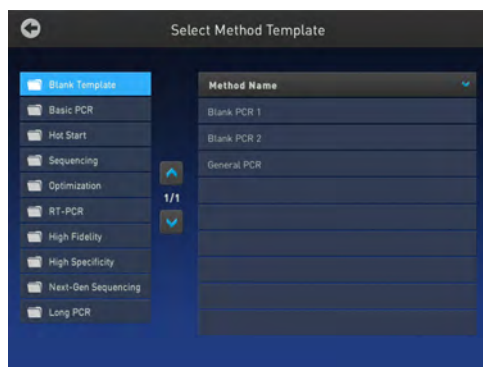 Select Method Template
Blank Template
Basic PCR
Hot Start
Sequencing
Optimization
RT-PCR
High Fidelity
High Specificity
Next-Gen Sequencing
Long PCR
1/1
Method Name
Blank PCR 1
Blank PCR 2
General PCR